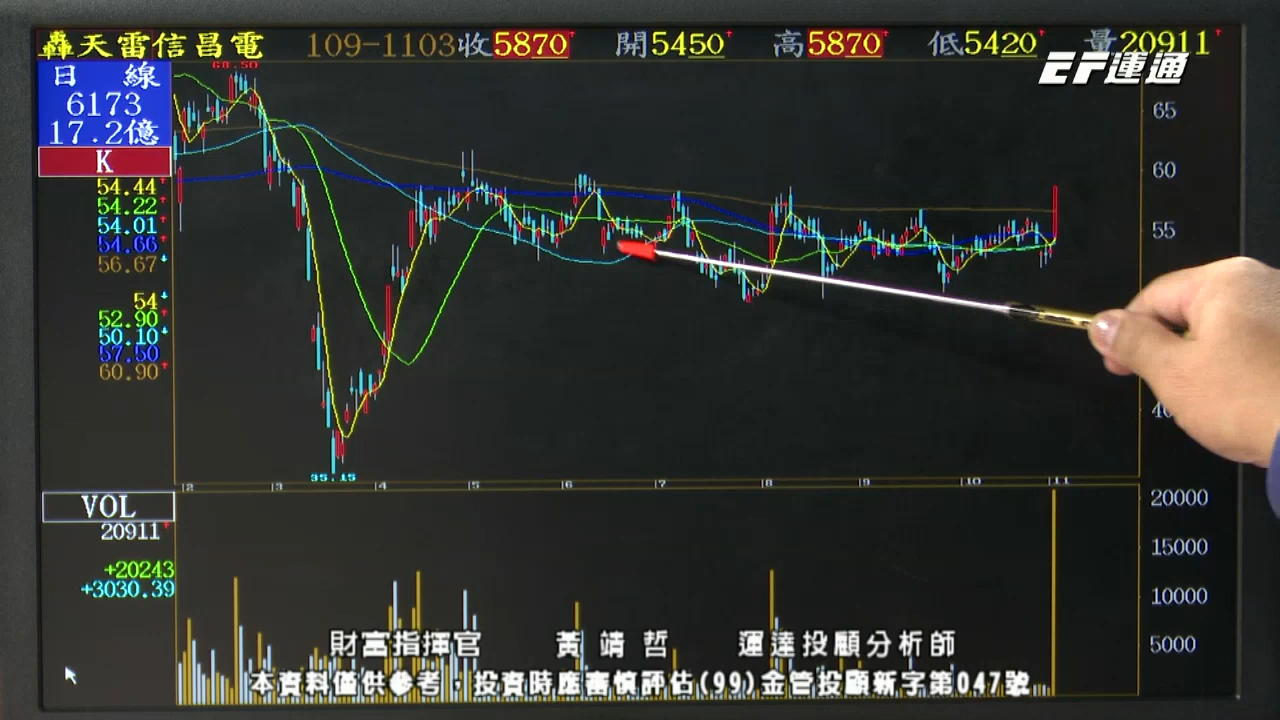 轟天雷信昌電 109-1103 收5870 開5450 高5870 低5420 量20911
EF運通
日 線
6173
17.2億
K
54.44
54.22
54.01
54.66
56.67
54
52.90
50.10
57.50
60.90
68.50
35.15
65
60
55
2 3 4 5 6 7 8 9 10 11
VOL
20911
+20243
+3030.39
20000
15000
10000
5000
財富指揮官 黃靖哲 運達投顧分析師
本資料僅供參考，投資時應審慎評估(99)金管投顧新字第047號